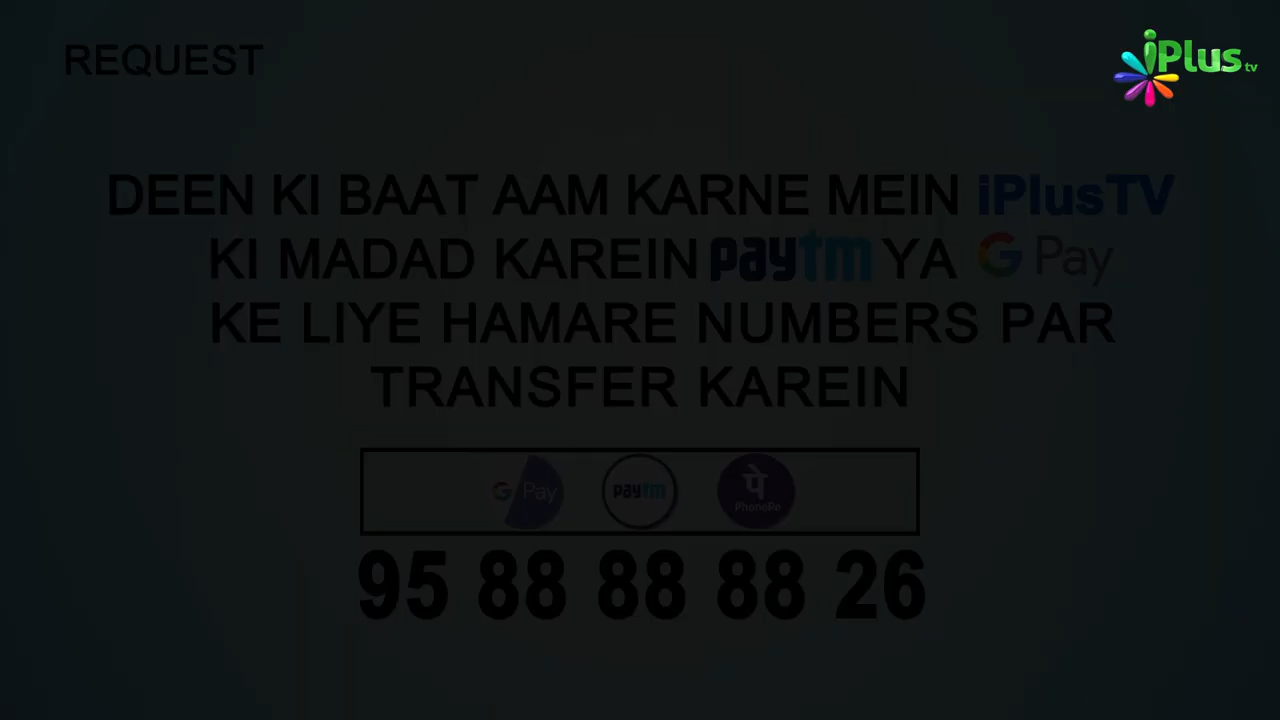 REQUEST
iPlus tv
DEEN KI BAAT AAM KARNE MEIN iPlusTV
KI MADAD KAREIN paytm YA G Pay
KE LIYE HAMARE NUMBERS PAR
TRANSFER KAREIN
G Pay paytm पे PhonePe
95 88 88 88 26